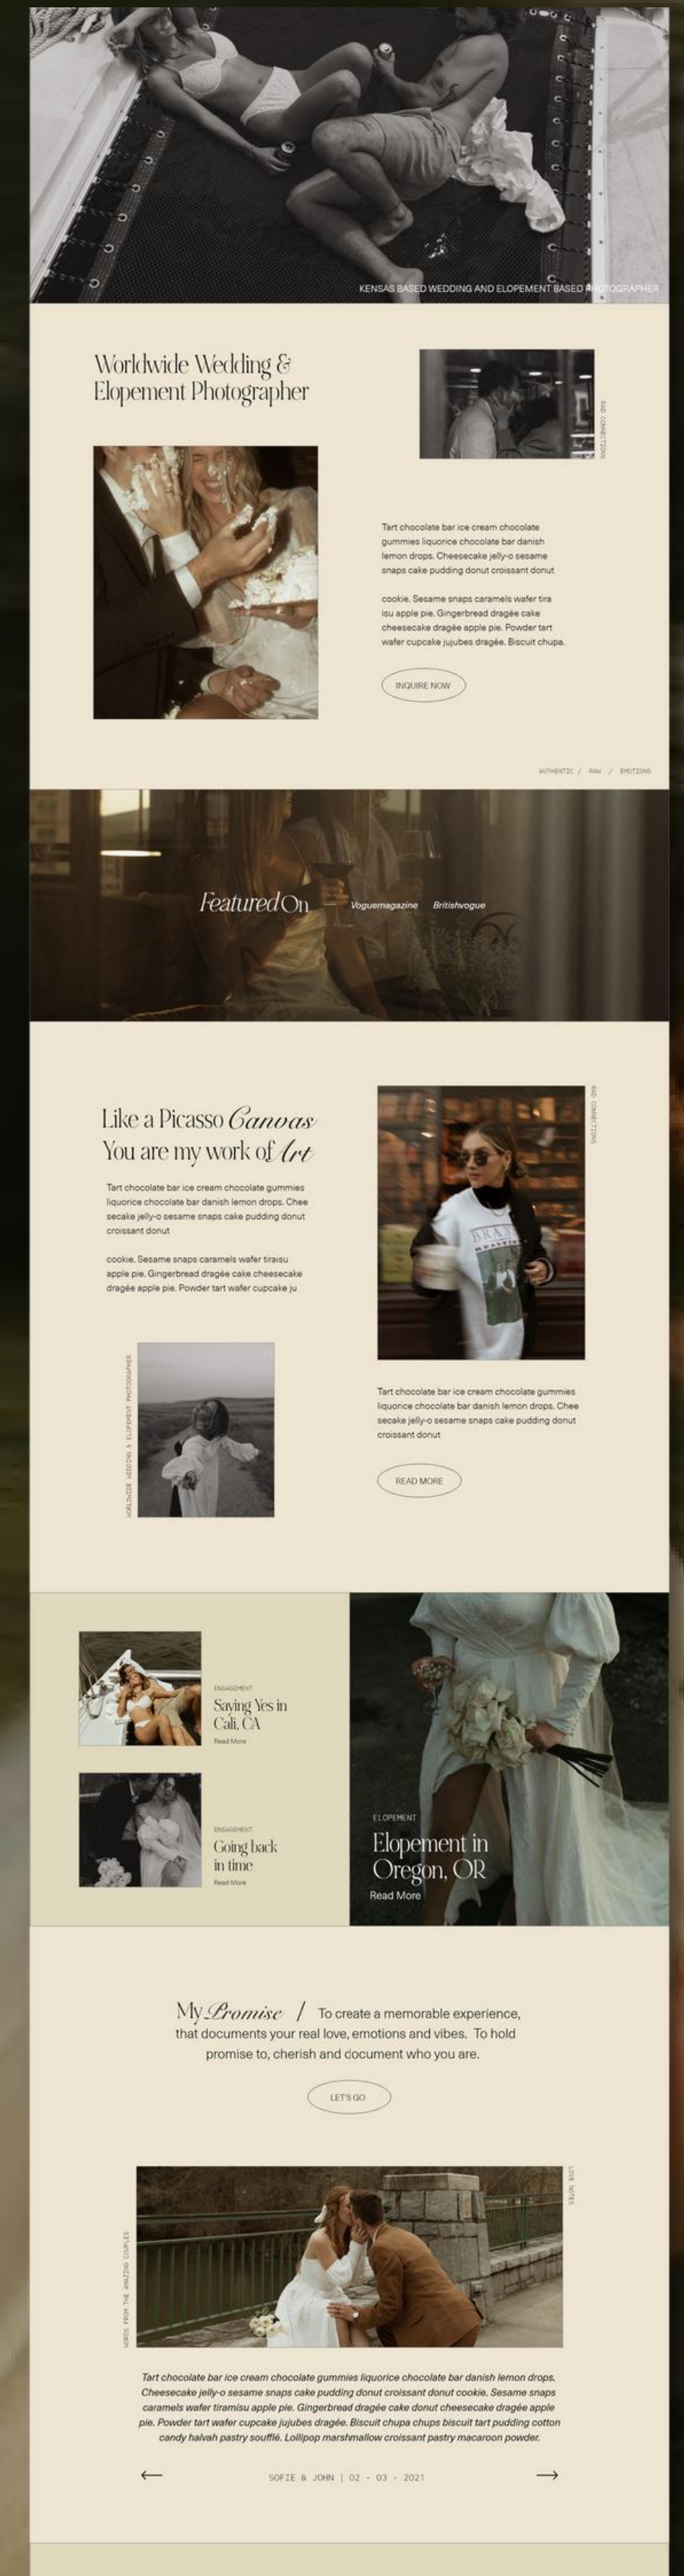 KENSAS BASED WEDDING AND ELOPEMENT BASED PHOTOGRAPHER
Worldwide Wedding &
Elopement Photographer
RAD CONNECTIONS
Tart chocolate bar ice cream chocolate
gummies liquorice chocolate bar danish
lemon drops. Cheesecake jelly-o sesame
snaps cake pudding donut croissant donut
cookie. Sesame snaps caramels wafer tira
isu apple pie. Gingerbread dragée cake
cheesecake dragée apple pie. Powder tart
wafer cupcake jujubes dragée. Biscuit chupa.
INQUIRE NOW
AUTHENTIC / RAW / EMOTIONS
Featured On — Voguemagazine Britishvogue
Like a Picasso Canvas
You are my work of Art
Tart chocolate bar ice cream chocolate gummies
liquorice chocolate bar danish lemon drops. Chee
secake jelly-o sesame snaps cake pudding donut
croissant donut
cookie. Sesame snaps caramels wafer tiraisu
apple pie. Gingerbread dragée cake cheesecake
dragée apple pie. Powder tart wafer cupcake ju
WORLDWIDE WEDDING & ELOPEMENT PHOTOGRAPHER
RAD CONNECTIONS
Tart chocolate bar ice cream chocolate gummies
liquorice chocolate bar danish lemon drops. Chee
secake jelly-o sesame snaps cake pudding donut
croissant donut
READ MORE
ENGAGEMENT
Saying Yes in
Cali, CA
Read More
ENGAGEMENT
Going back
in time
Read More
ELOPEMENT
Elopement in
Oregon, OR
Read More
My Promise / To create a memorable experience,
that documents your real love, emotions and vibes. To hold
promise to, cherish and document who you are.
LET'S GO
WORDS FROM THE AMAZING COUPLES
LOVE NOTES
Tart chocolate bar ice cream chocolate gummies liquorice chocolate bar danish lemon drops.
Cheesecake jelly-o sesame snaps cake pudding donut croissant donut cookie. Sesame snaps
caramels wafer tiramisu apple pie. Gingerbread dragée cake donut cheesecake dragée apple
pie. Powder tart wafer cupcake jujubes dragée. Biscuit chupa chups biscuit tart pudding cotton
candy halvah pastry soufflé. Lollipop marshmallow croissant pastry macaroon powder.
SOFIE & JOHN | 02 - 03 - 2021